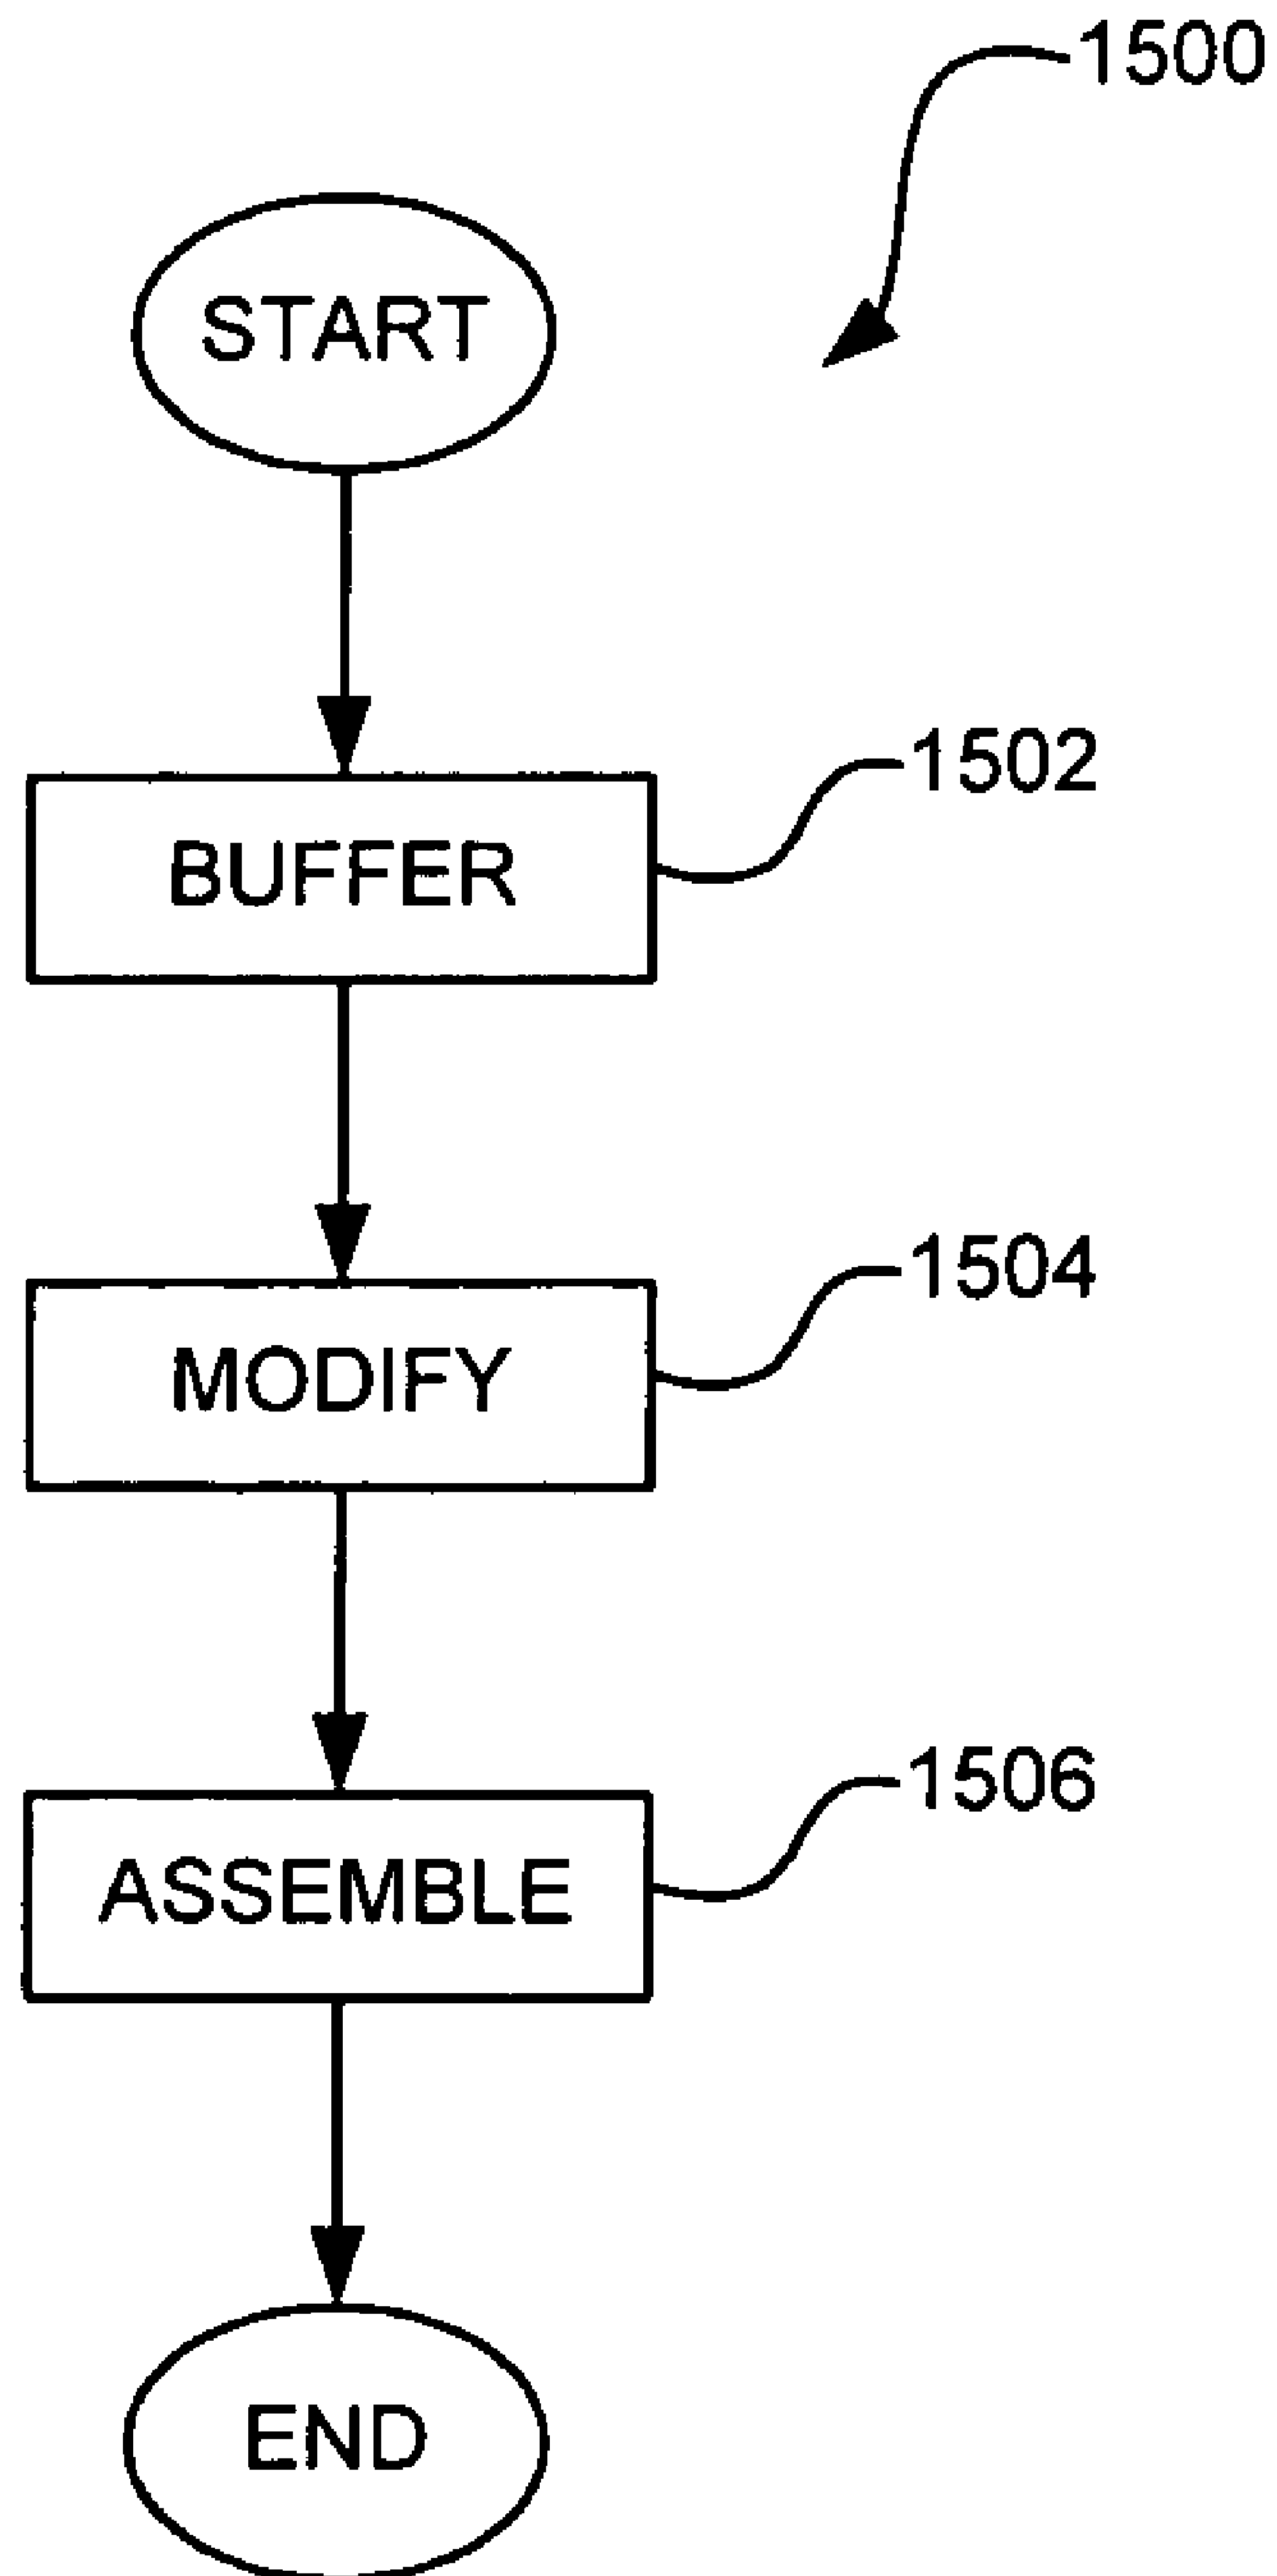 1500
START
1502
BUFFER
1504
MODIFY
1506
ASSEMBLE
END